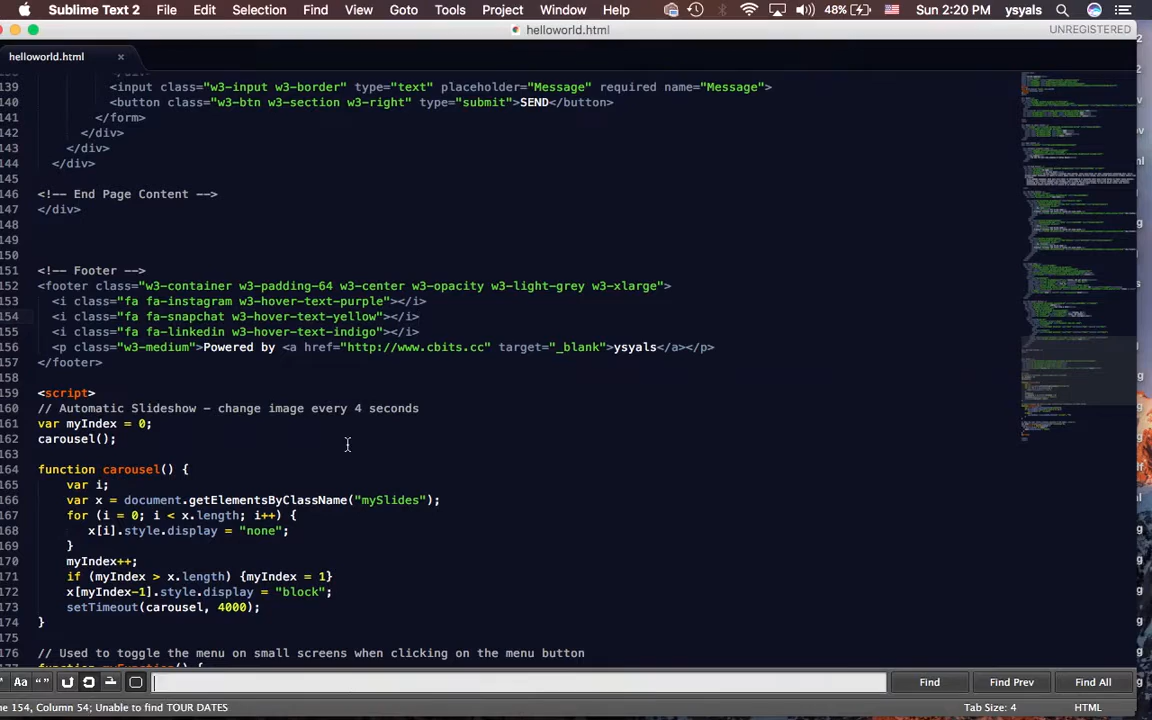 Sublime Text 2 File Edit Selection Find View Goto Tools Project Window Help 48% Sun 2:20 PM ysyals
helloworld.html UNREGISTERED
helloworld.html ×
139 <input class="w3-input w3-border" type="text" placeholder="Message" required name="Message">
140 <button class="w3-btn w3-section w3-right" type="submit">SEND</button>
141 </form>
142 </div>
143 </div>
144 </div>
145
146 <!-- End Page Content -->
147 </div>
148
149
150
151 <!-- Footer -->
152 <footer class="w3-container w3-padding-64 w3-center w3-opacity w3-light-grey w3-xlarge">
153 <i class="fa fa-instagram w3-hover-text-purple"></i>
154 <i class="fa fa-snapchat w3-hover-text-yellow"></i>
155 <i class="fa fa-linkedin w3-hover-text-indigo"></i>
156 <p class="w3-medium">Powered by <a href="http://www.cbits.cc" target="_blank">ysyals</a></p>
157 </footer>
158
159 <script>
160 // Automatic Slideshow - change image every 4 seconds
161 var myIndex = 0;
162 carousel();
163
164 function carousel() {
165 var i;
166 var x = document.getElementsByClassName("mySlides");
167 for (i = 0; i < x.length; i++) {
168 x[i].style.display = "none";
169 }
170 myIndex++;
171 if (myIndex > x.length) {myIndex = 1}
172 x[myIndex-1].style.display = "block";
173 setTimeout(carousel, 4000);
174 }
175
176 // Used to toggle the menu on small screens when clicking on the menu button
177 function myFunction() {
Aa “ ” Find Find Prev Find All
ne 154, Column 54; Unable to find TOUR DATES Tab Size: 4 HTML